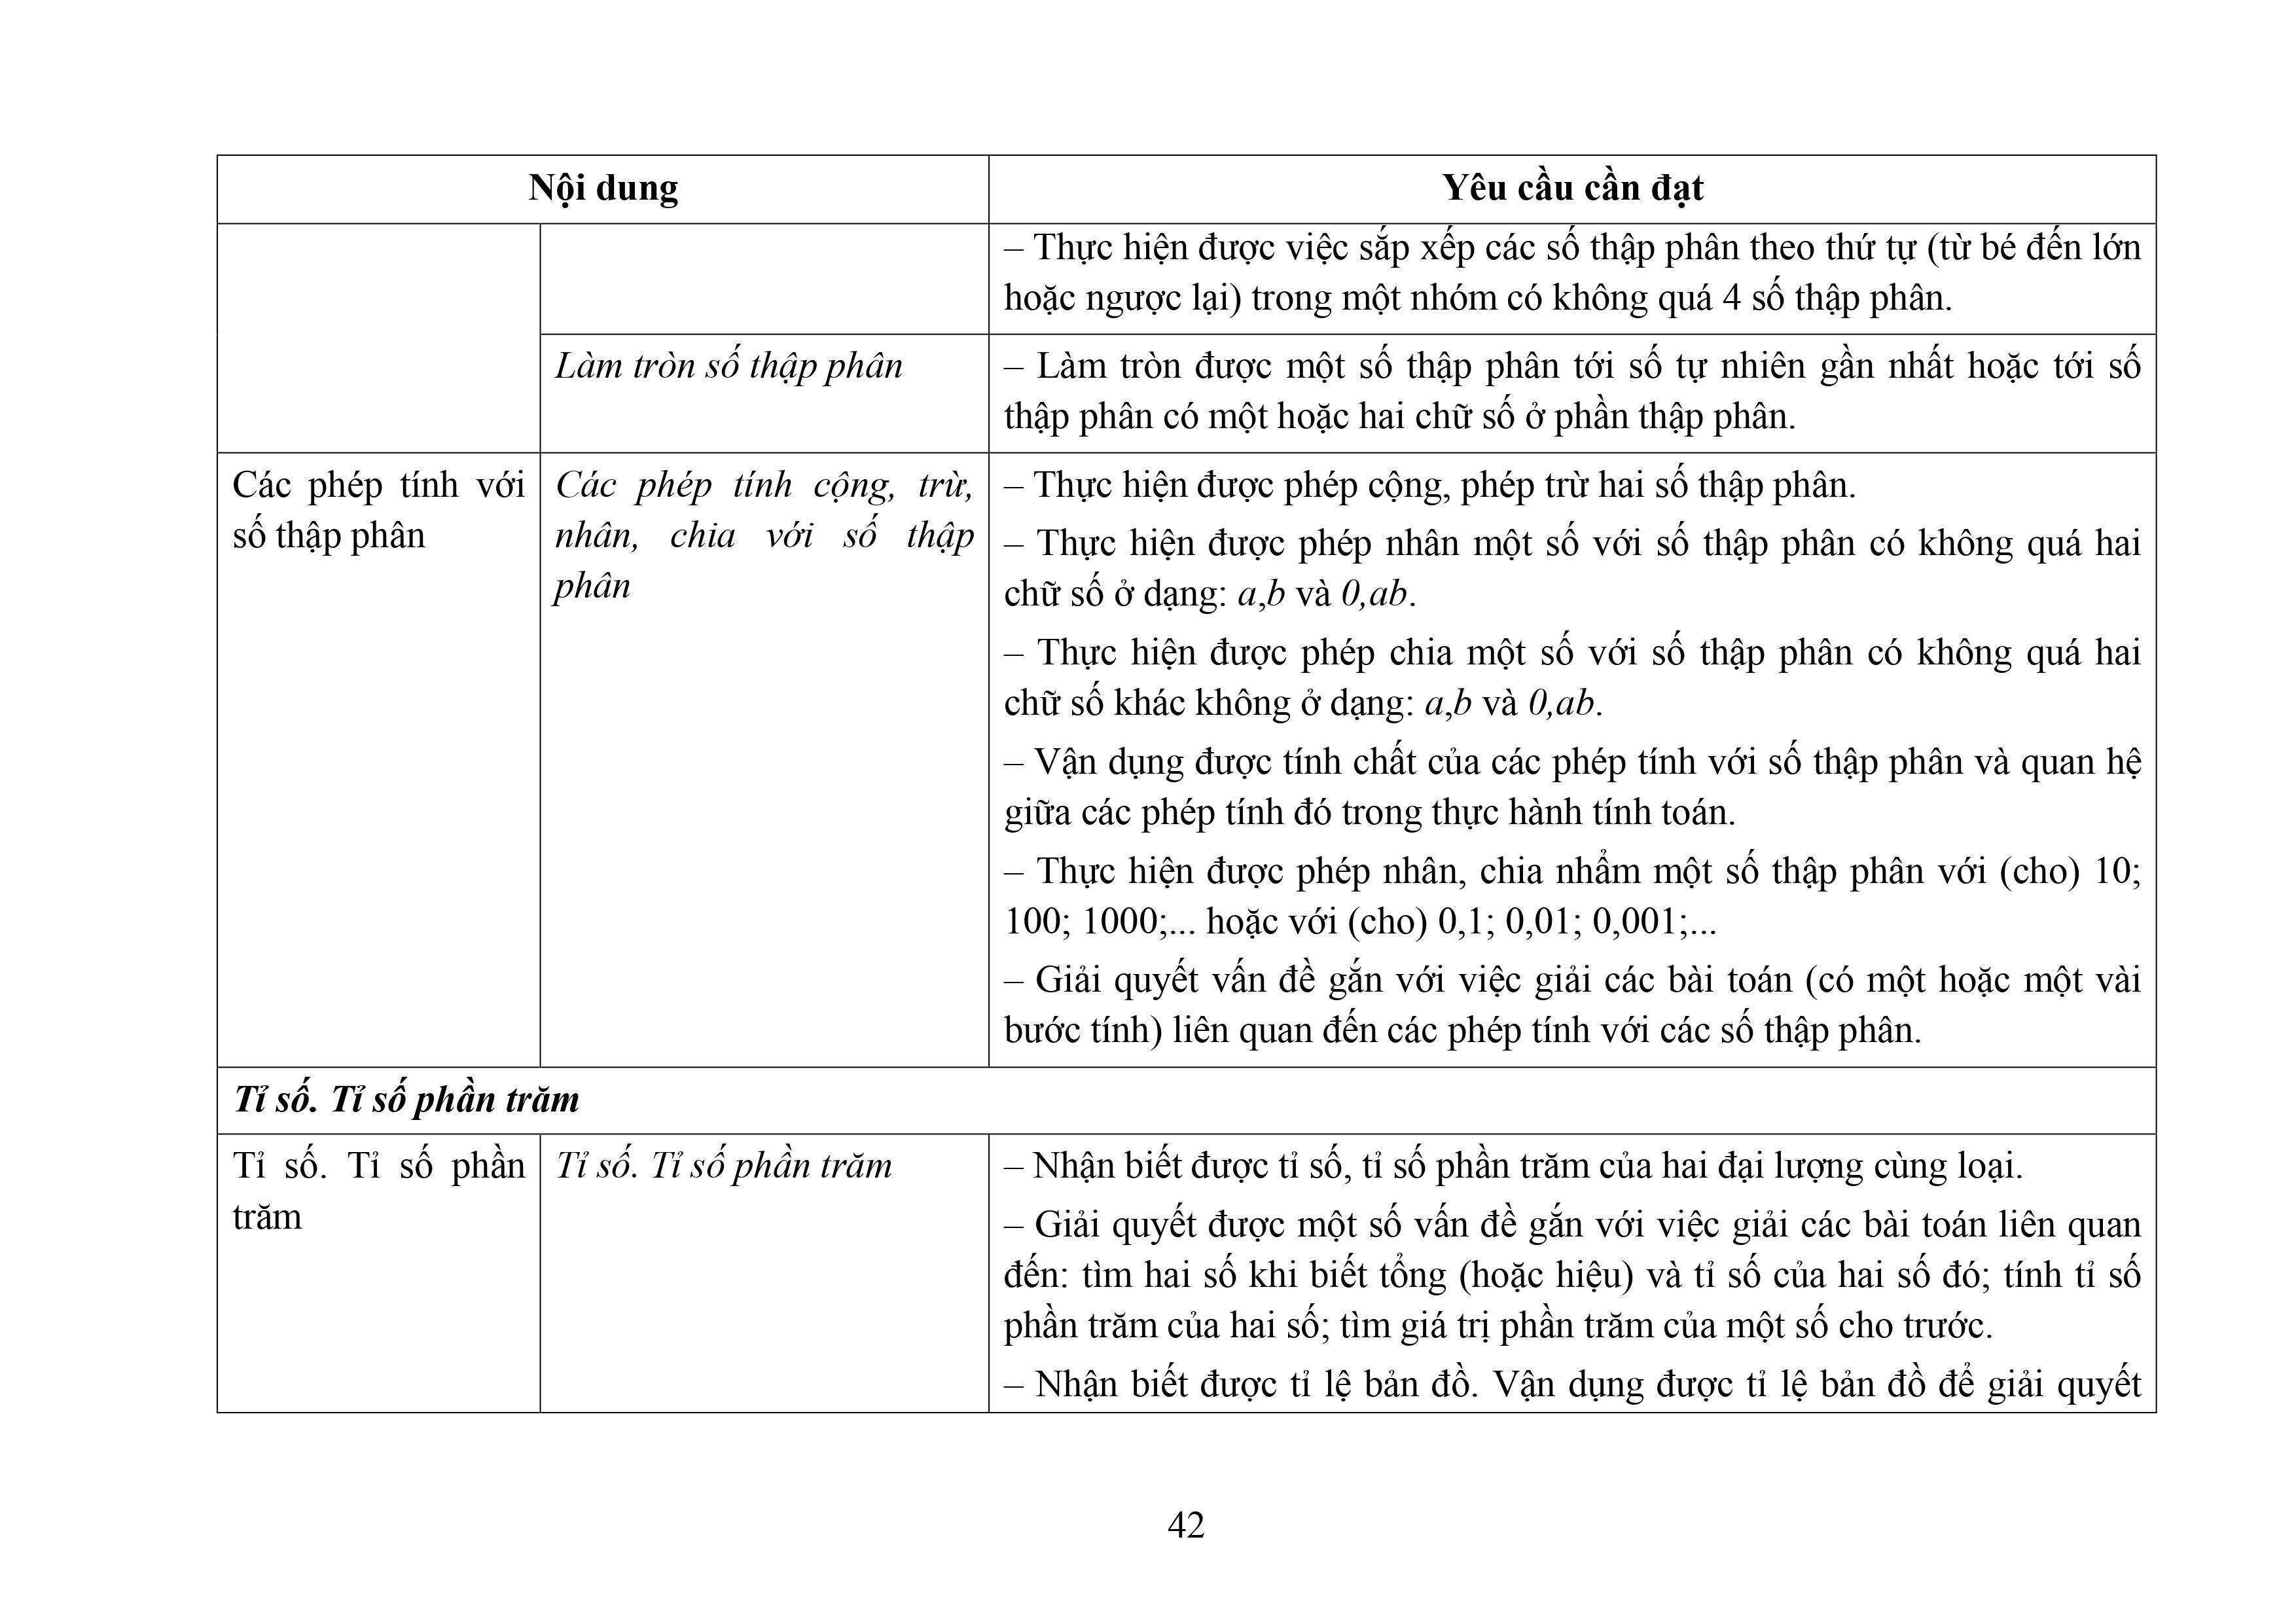 Nội dung
Yêu cầu cần đạt
– Thực hiện được việc sắp xếp các số thập phân theo thứ tự (từ bé đến lớn
hoặc ngược lại) trong một nhóm có không quá 4 số thập phân.
Làm tròn số thập phân
– Làm tròn được một số thập phân tới số tự nhiên gần nhất hoặc tới số
thập phân có một hoặc hai chữ số ở phần thập phân.
Các phép tính với
số thập phân
Các phép tính cộng, trừ,
nhân, chia với số thập
phân
– Thực hiện được phép cộng, phép trừ hai số thập phân.
– Thực hiện được phép nhân một số với số thập phân có không quá hai
chữ số ở dạng: a,b và 0,ab.
– Thực hiện được phép chia một số với số thập phân có không quá hai
chữ số khác không ở dạng: a,b và 0,ab.
– Vận dụng được tính chất của các phép tính với số thập phân và quan hệ
giữa các phép tính đó trong thực hành tính toán.
– Thực hiện được phép nhân, chia nhẩm một số thập phân với (cho) 10;
100; 1000;... hoặc với (cho) 0,1; 0,01; 0,001;...
– Giải quyết vấn đề gắn với việc giải các bài toán (có một hoặc một vài
bước tính) liên quan đến các phép tính với các số thập phân.
Tỉ số. Tỉ số phần trăm
Tỉ số. Tỉ số phần
trăm
Tỉ số. Tỉ số phần trăm
– Nhận biết được tỉ số, tỉ số phần trăm của hai đại lượng cùng loại.
– Giải quyết được một số vấn đề gắn với việc giải các bài toán liên quan
đến: tìm hai số khi biết tổng (hoặc hiệu) và tỉ số của hai số đó; tính tỉ số
phần trăm của hai số; tìm giá trị phần trăm của một số cho trước.
– Nhận biết được tỉ lệ bản đồ. Vận dụng được tỉ lệ bản đồ để giải quyết
42